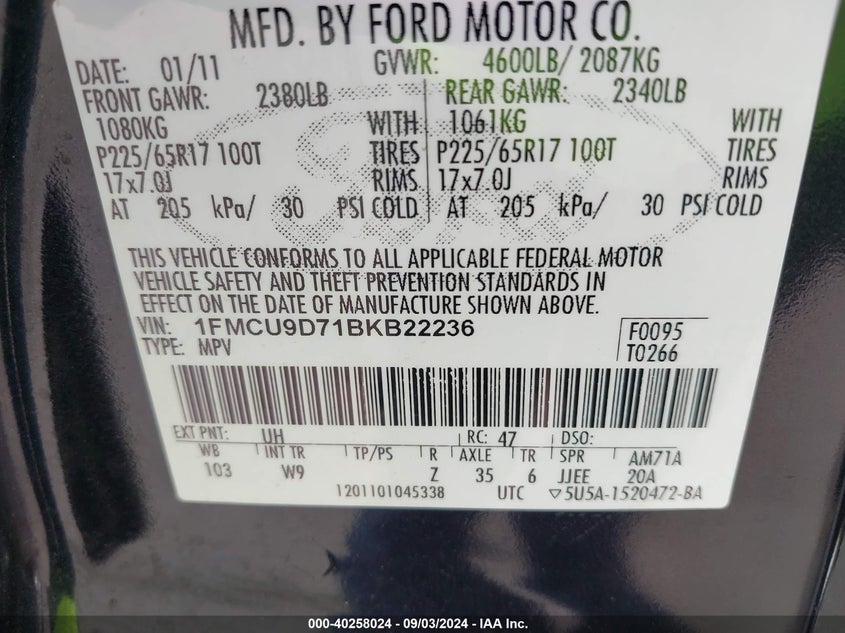 MFD. BY FORD MOTOR CO.
DATE: 01/11 GVWR: 4600LB/ 2087KG
FRONT GAWR: 2380LB REAR GAWR: 2340LB
1080KG WITH 1061KG WITH
P225/65R17 100T TIRES P225/65R17 100T TIRES
17x7.0J RIMS 17x7.0J RIMS
AT 205 kPa/ 30 PSI COLD AT 205 kPa/ 30 PSI COLD
THIS VEHICLE CONFORMS TO ALL APPLICABLE FEDERAL MOTOR
VEHICLE SAFETY AND THEFT PREVENTION STANDARDS IN
EFFECT ON THE DATE OF MANUFACTURE SHOWN ABOVE.
VIN: 1FMCU9D71BKB22236 F0095
TYPE: MPV T0266
EXT PNT: UH RC: 47 DSO:
WB INT TR TP/PS R AXLE TR SPR AM71A
103 W9 Z 35 6 JJEE 20A
1201101045338 UTC ▽5U5A-1520472-BA
000-40258024 - 09/03/2024 - IAA Inc.